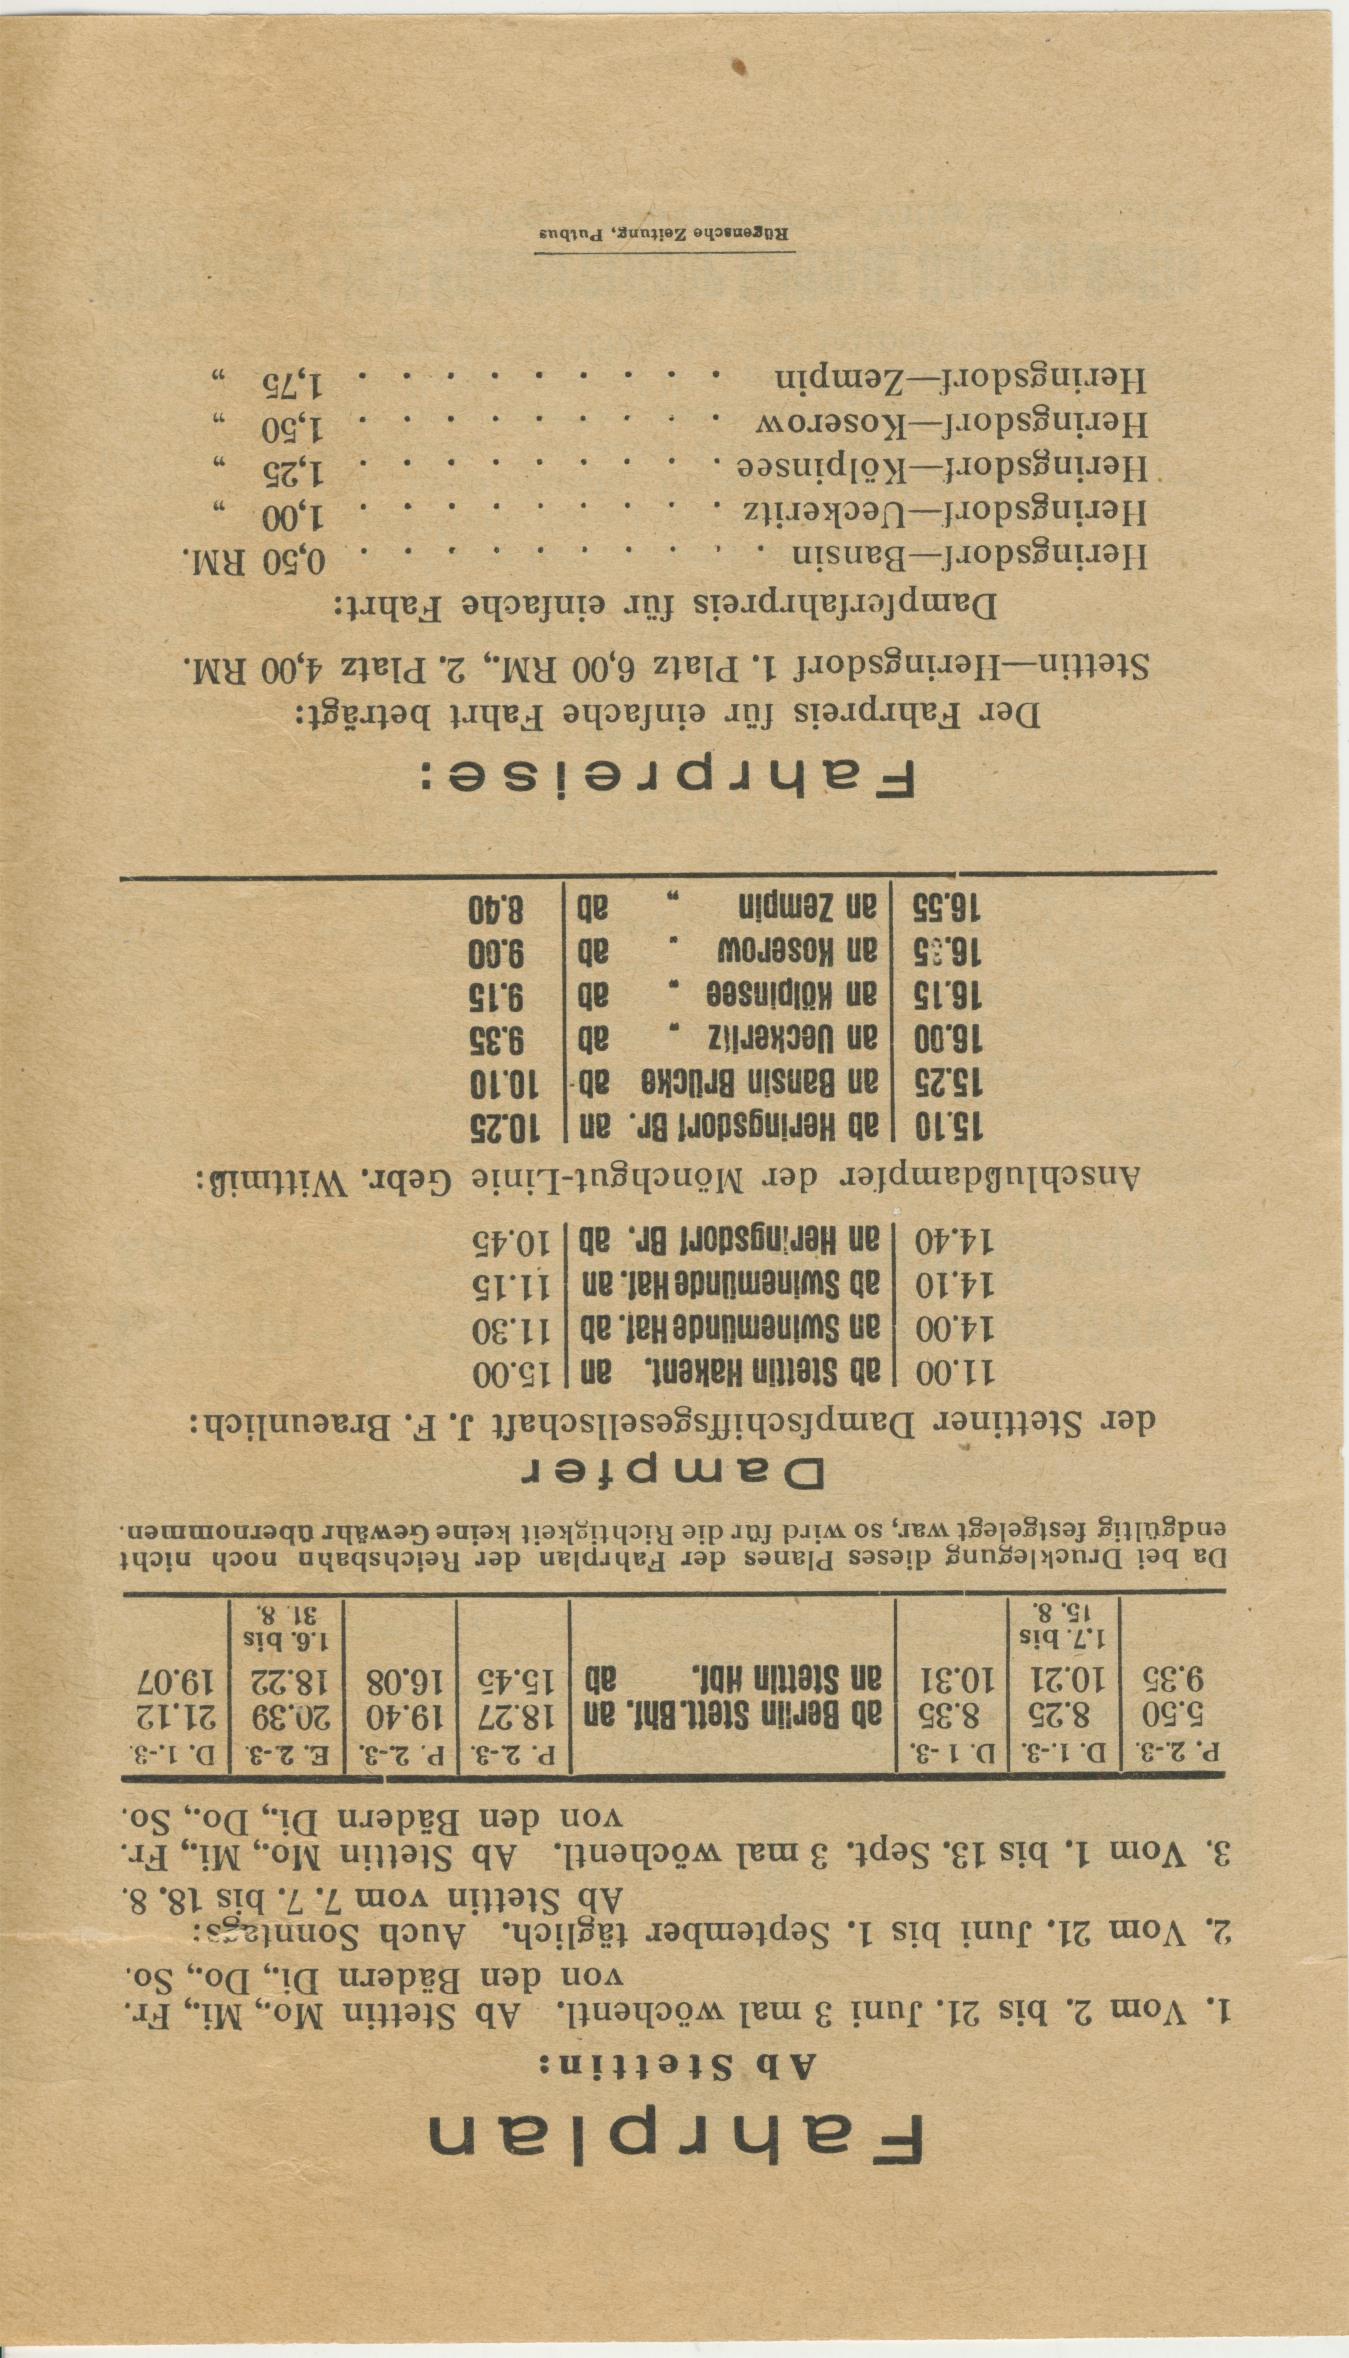 Fahrplan
Ab Stettin:
1. Vom 2. bis 21. Juni 3 mal wöchentl. Ab Stettin Mo., Mi., Fr.
von den Bädern Di., Do., So.
2. Vom 21. Juni bis 1. September täglich. Auch Sonntags:
Ab Stettin vom 7. 7. bis 18. 8.
3. Vom 1. bis 13. Sept. 3 mal wöchentl. Ab Stettin Mo., Mi., Fr.
von den Bädern Di., Do., So.
P. 2.-3. D. 1.-3. D. 1 -3. P. 2.-3 P. 2.-3. E. 2.-3. D. 1.-3.
5.50 8.25 8.35 ab Berlin Stett. Bhf. an 18.27 19.40 20.39 21.12
9.35 10.21 10.31 an Stettin Hbf. ab 15.45 16.08 18.22 19.07
1.7. bis 1.6. bis
15. 8. 31. 8.
Da bei Drucklegung dieses Planes der Fahrplan der Reichsbahn noch nicht
endgültig festgelegt war, so wird für die Richtigkeit keine Gewähr übernommen.
Dampfer
der Stettiner Dampfschiffsgesellschaft J. F. Braeunlich:
11.00 ab Stettin Hakent. an 15.00
14.00 an Swinemünde Haf. ab 11.30
14.10 ab Swinemünde Haf. an 11.15
14.40 an Heringsdorf Br. ab 10.45
Anschlußdampfer der Mönchgut-Linie Gebr. Wittmiß:
15.10 ab Heringsdorf Br. an 10.25
15.25 an Bansin Brücke ab 10.10
16.00 an Ueckeritz „ ab 9.35
16.15 an Kölpinsee „ ab 9.15
16.35 an Koserow „ ab 9.00
16.55 an Zempin „ ab 8.40
Fahrpreise:
Der Fahrpreis für einfache Fahrt beträgt:
Stettin—Heringsdorf 1. Platz 6,00 RM., 2. Platz 4,00 RM.
Dampferfahrpreis für einfache Fahrt:
Heringsdorf—Bansin . . . . . . . . . . 0,50 RM.
Heringsdorf—Ueckeritz . . . . . . . . . 1,00 „
Heringsdorf—Kölpinsee . . . . . . . . . 1,25 „
Heringsdorf—Koserow . . . . . . . . . 1,50 „
Heringsdorf—Zempin . . . . . . . . . 1,75 „
Rügensche Zeitung, Putbus